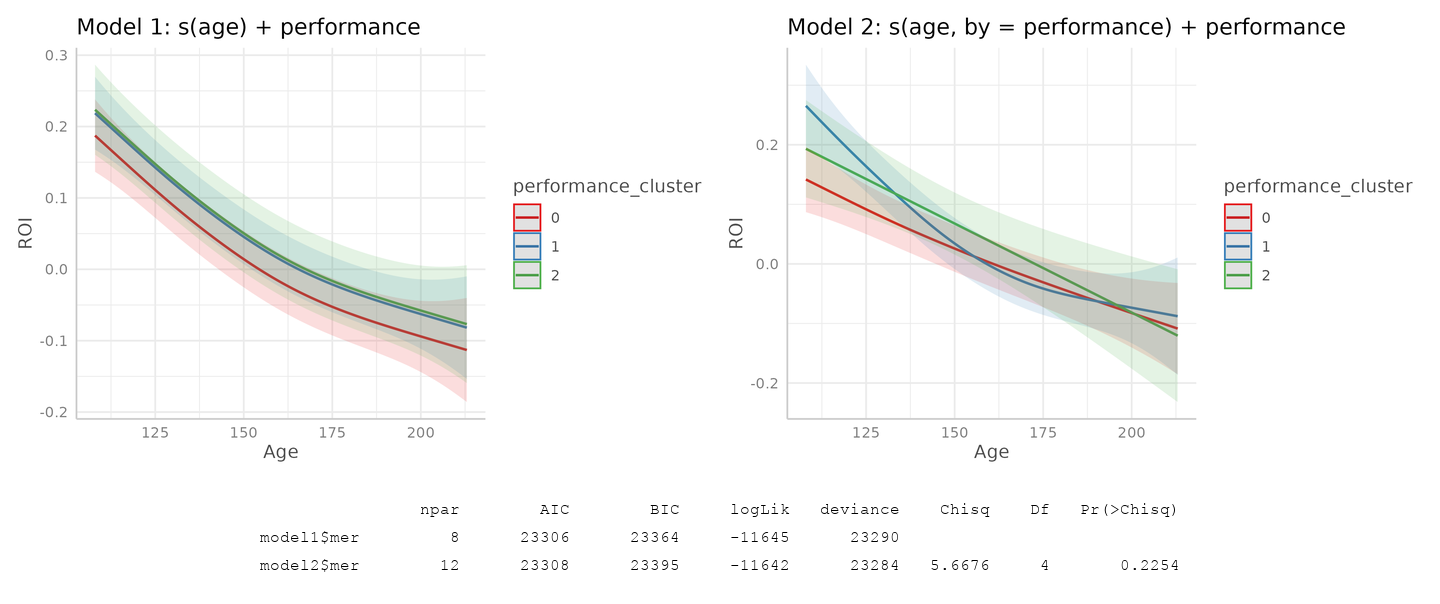 Model 1: s(age) + performance
0.3
0.2
0.1
0.0
-0.1
-0.2
ROI
125 150 175 200
Age
performance_cluster
0
1
2
Model 2: s(age, by = performance) + performance
0.2
0.0
-0.2
ROI
125 150 175 200
Age
performance_cluster
0
1
2
npar AIC BIC logLik deviance Chisq Df Pr(>Chisq)
model1$mer 8 23306 23364 -11645 23290
model2$mer 12 23308 23395 -11642 23284 5.6676 4 0.2254